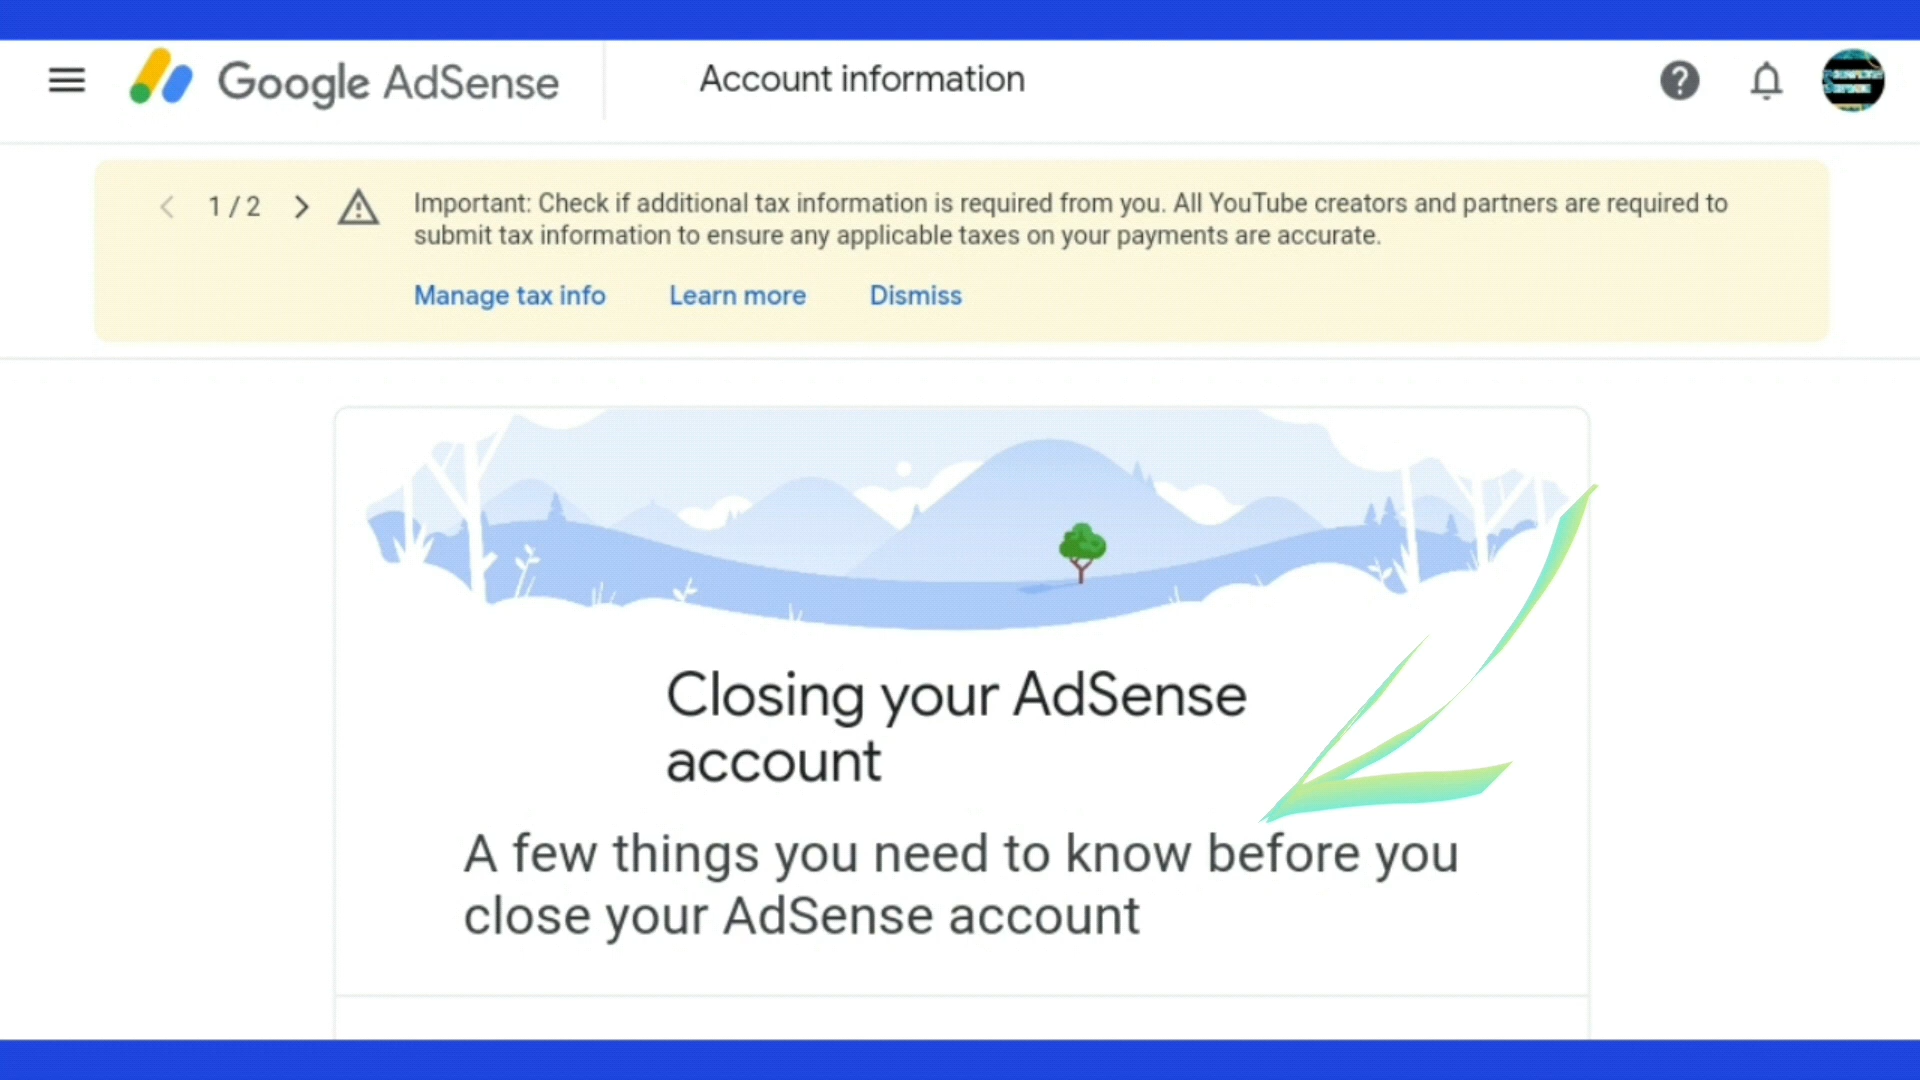 Google AdSense
Account information
1 / 2
Important: Check if additional tax information is required from you. All YouTube creators and partners are required to
submit tax information to ensure any applicable taxes on your payments are accurate.
Manage tax info Learn more Dismiss
Closing your AdSense
account
A few things you need to know before you
close your AdSense account